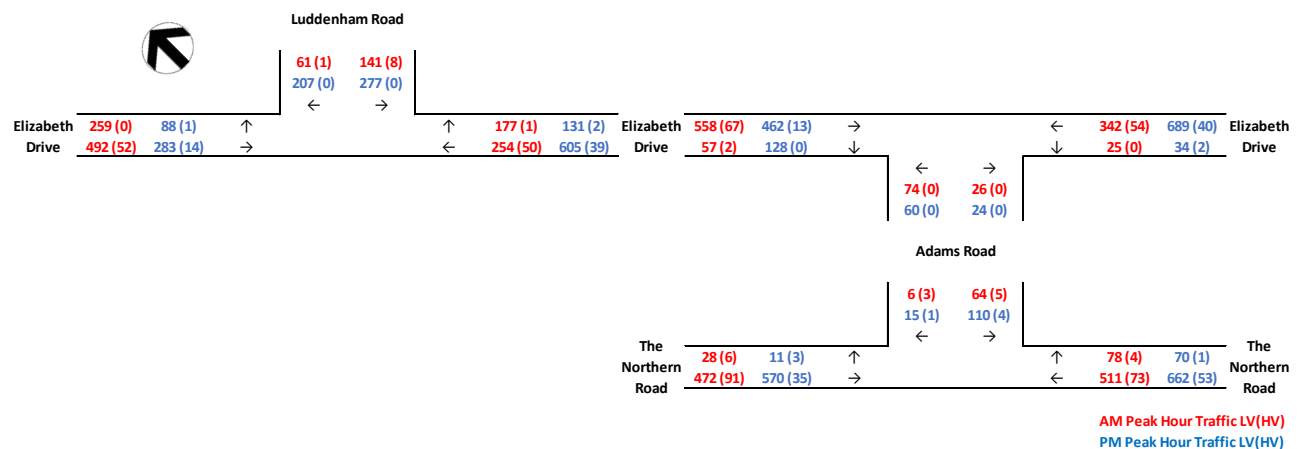 Luddenham Road
61 (1) 141 (8)
207 (0) 277 (0)
← →
Elizabeth 259 (0) 88 (1) ↑ ↑ 177 (1) 131 (2) Elizabeth 558 (67) 462 (13) → ← 342 (54) 689 (40) Elizabeth
Drive 492 (52) 283 (14) → ← 254 (50) 605 (39) Drive 57 (2) 128 (0) ↓ ↓ 25 (0) 34 (2) Drive
← →
74 (0) 26 (0)
60 (0) 24 (0)
Adams Road
6 (3) 64 (5)
15 (1) 110 (4)
← →
The The
28 (6) 11 (3) ↑ ↑ 78 (4) 70 (1)
Northern Northern
472 (91) 570 (35) → ← 511 (73) 662 (53)
Road Road
AM Peak Hour Traffic LV(HV)
PM Peak Hour Traffic LV(HV)